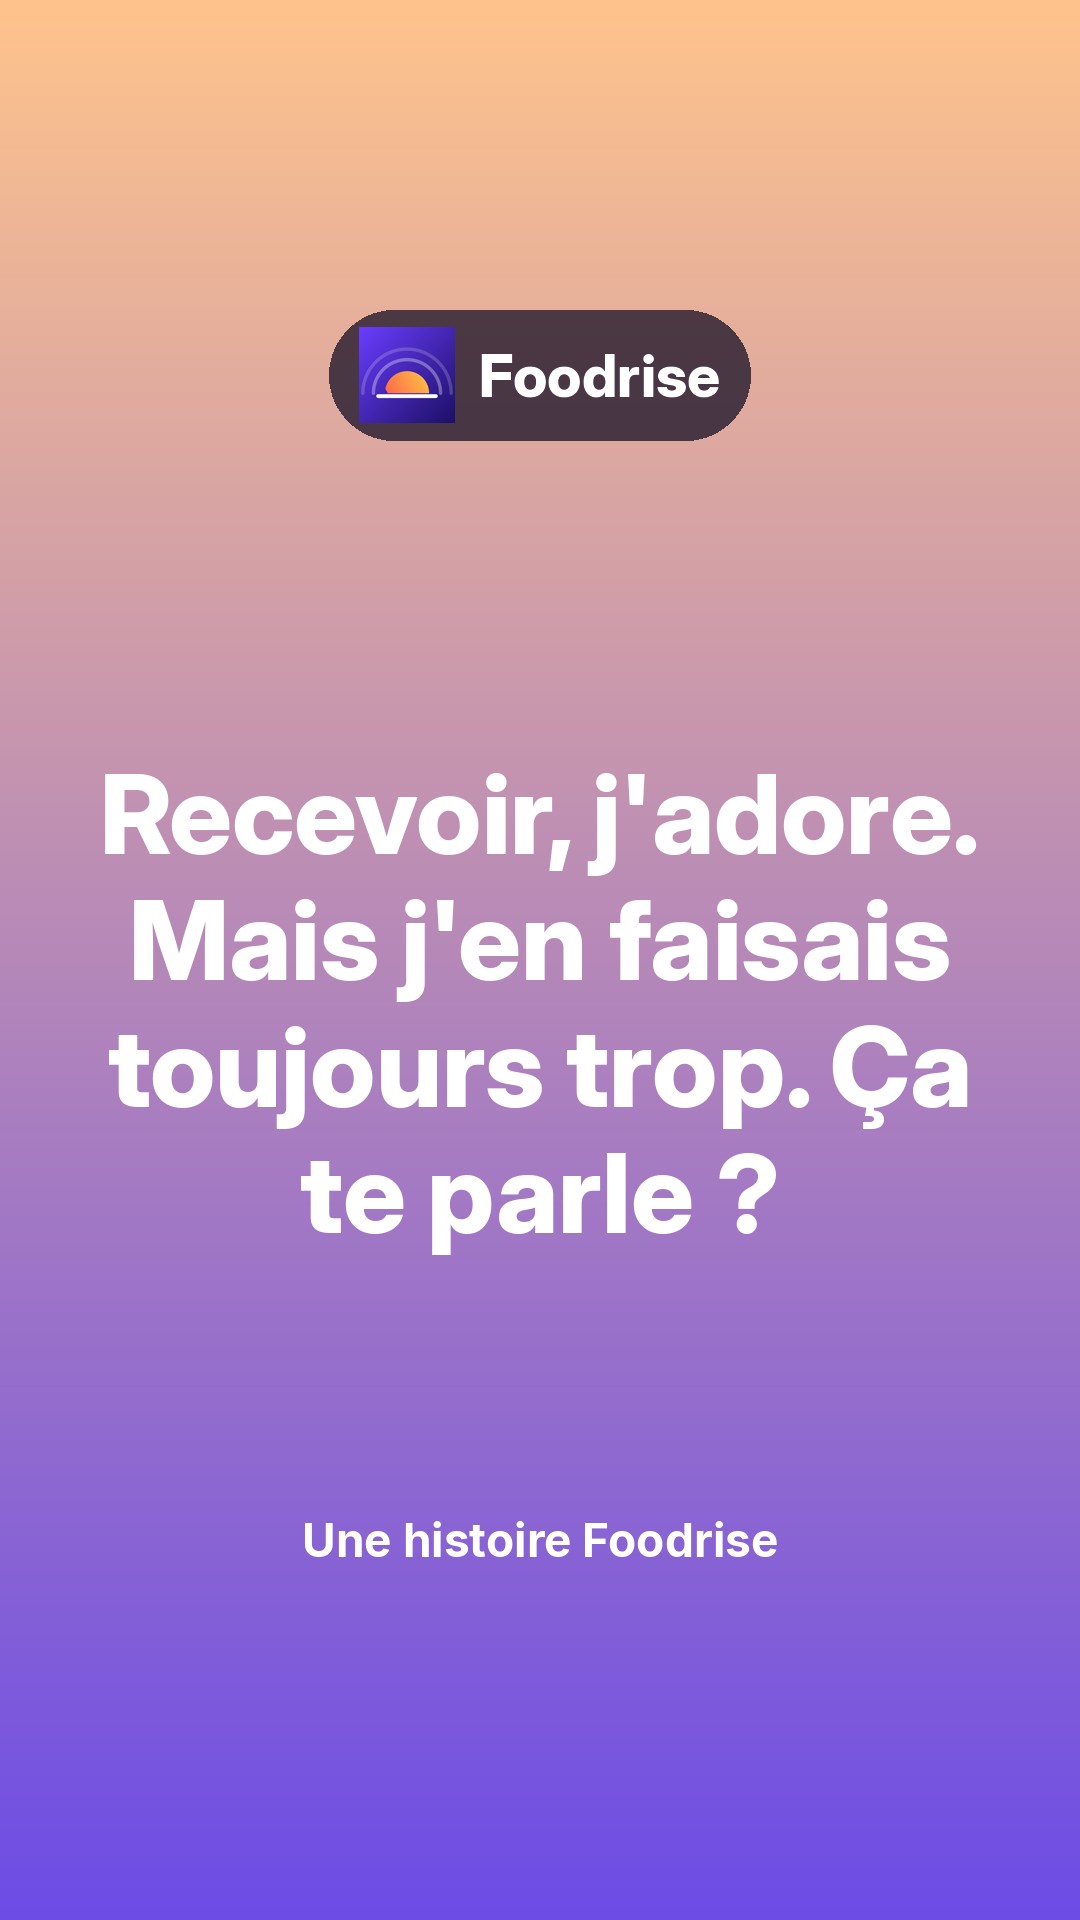 Foodrise
Recevoir, j'adore.
Mais j'en faisais
toujours trop. Ça
te parle ?
Une histoire Foodrise